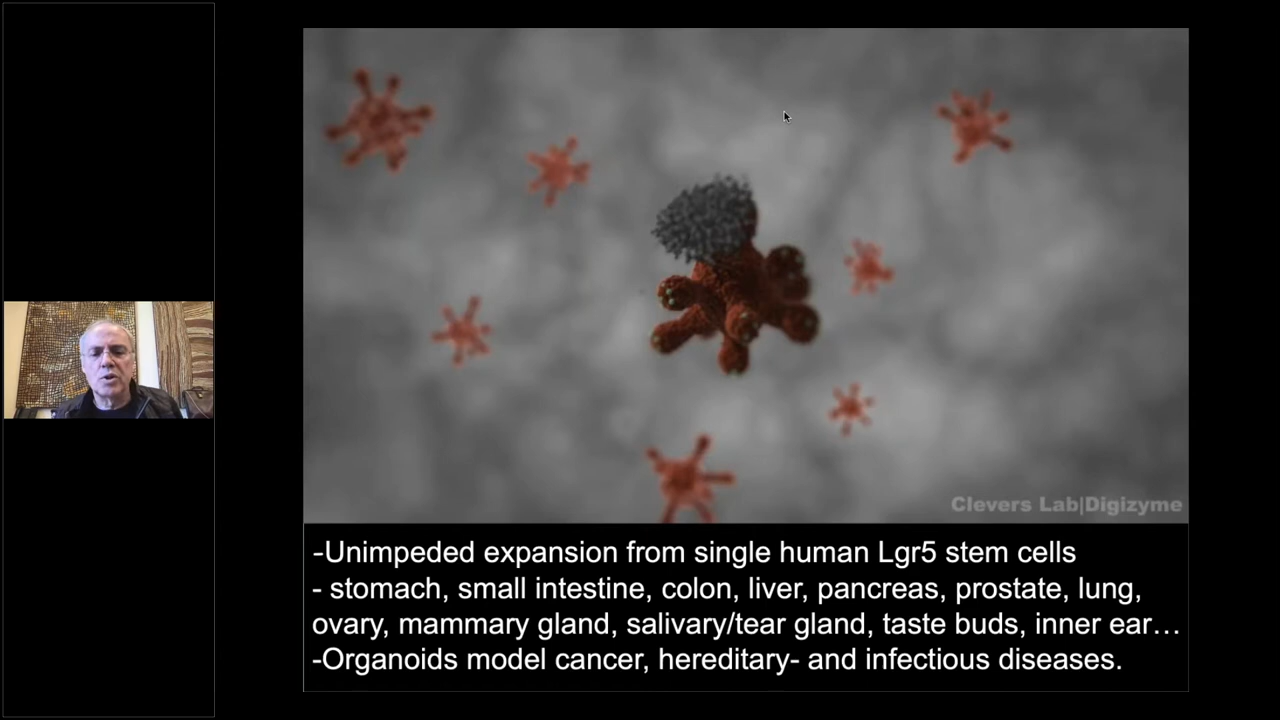 Clevers Lab|Digizyme
-Unimpeded expansion from single human Lgr5 stem cells
- stomach, small intestine, colon, liver, pancreas, prostate, lung,
ovary, mammary gland, salivary/tear gland, taste buds, inner ear…
-Organoids model cancer, hereditary- and infectious diseases.